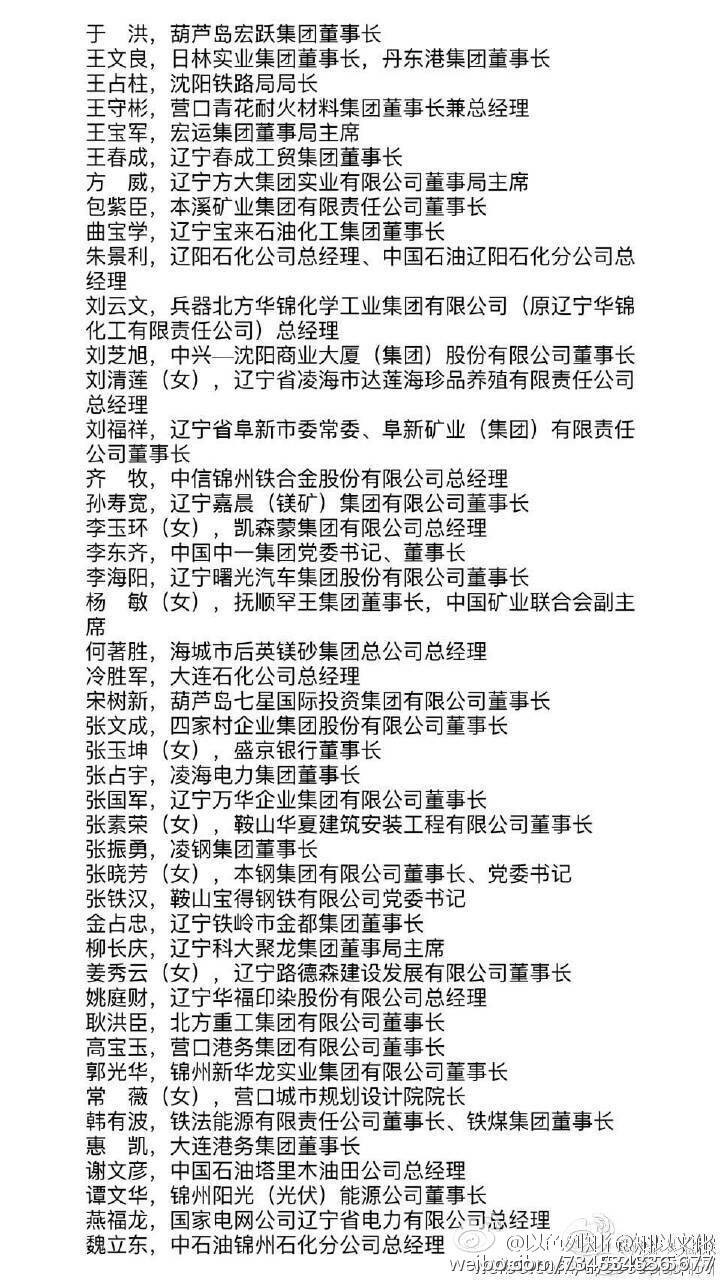 于　洪，葫芦岛宏跃集团董事长
王文良，日林实业集团董事长，丹东港集团董事长
王占柱，沈阳铁路局局长
王守彬，营口青花耐火材料集团董事长兼总经理
王宝军，宏运集团董事局主席
王春成，辽宁春成工贸集团董事长
方　威，辽宁方大集团实业有限公司董事局主席
包紫臣，本溪矿业集团有限责任公司董事长
曲宝学，辽宁宝来石油化工集团董事长
朱景利，辽阳石化公司总经理、中国石油辽阳石化分公司总
经理
刘云文，兵器北方华锦化学工业集团有限公司（原辽宁华锦
化工有限责任公司）总经理
刘芝旭，中兴—沈阳商业大厦（集团）股份有限公司董事长
刘清莲（女），辽宁省凌海市达莲海珍品养殖有限责任公司
总经理
刘福祥，辽宁省阜新市委常委、阜新矿业（集团）有限责任
公司董事长
齐　牧，中信锦州铁合金股份有限公司总经理
孙寿宽，辽宁嘉晨（镁矿）集团有限公司董事长
李玉环（女），凯森蒙集团有限公司总经理
李东齐，中国中一集团党委书记、董事长
李海阳，辽宁曙光汽车集团股份有限公司董事长
杨　敏（女），抚顺罕王集团董事长，中国矿业联合会副主
席
何著胜，海城市后英镁砂集团总公司总经理
冷胜军，大连石化公司总经理
宋树新，葫芦岛七星国际投资集团有限公司董事长
张文成，四家村企业集团股份有限公司董事长
张玉坤（女），盛京银行董事长
张占宇，凌海电力集团董事长
张国军，辽宁万华企业集团有限公司董事长
张素荣（女），鞍山华夏建筑安装工程有限公司董事长
张振勇，凌钢集团董事长
张晓芳（女），本钢集团有限公司董事长、党委书记
张铁汉，鞍山宝得钢铁有限公司党委书记
金占忠，辽宁铁岭市金都集团董事长
柳长庆，辽宁科大聚龙集团董事局主席
姜秀云（女），辽宁路德森建设发展有限公司董事长
姚庭财，辽宁华福印染股份有限公司总经理
耿洪臣，北方重工集团有限公司董事长
高宝玉，营口港务集团有限公司董事长
郭光华，锦州新华龙实业集团有限公司董事长
常　薇（女），营口城市规划设计院院长
韩有波，铁法能源有限责任公司董事长、铁煤集团董事长
惠　凯，大连港务集团董事长
谢文彦，中国石油塔里木油田公司总经理
谭文华，锦州阳光（光伏）能源公司董事长
燕福龙，国家电网公司辽宁省电力有限公司总经理
魏立东，中石油锦州石化分公司总经理